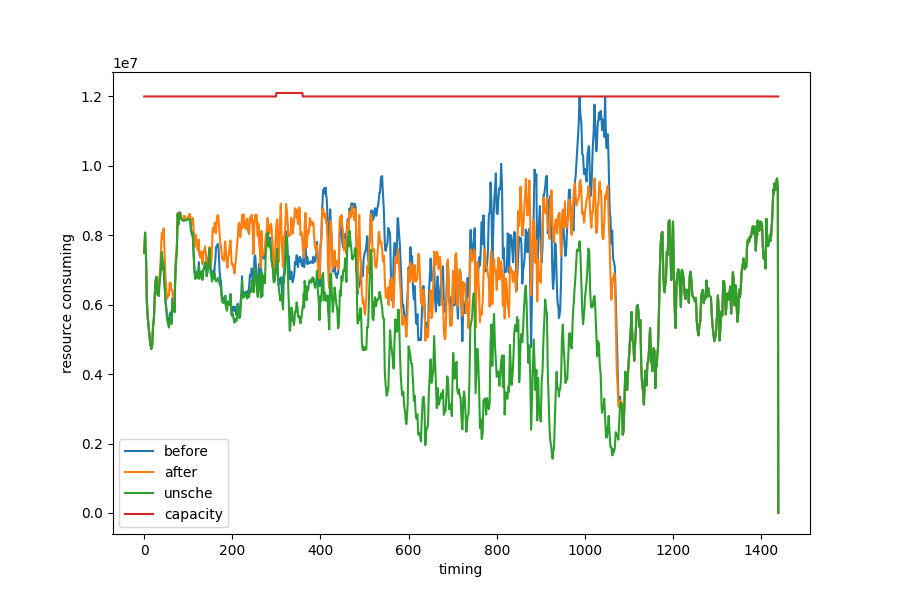 1e7
1.2
1.0
0.8
0.6
0.4
0.2
0.0
resource consuming
before
after
unsche
capacity
0 200 400 600 800 1000 1200 1400
timing